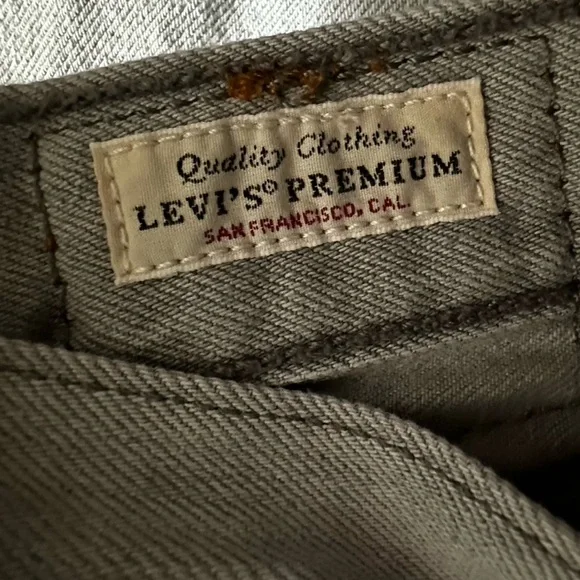 Quality Clothing
LEVI'S® PREMIUM
SAN FRANCISCO, CAL.